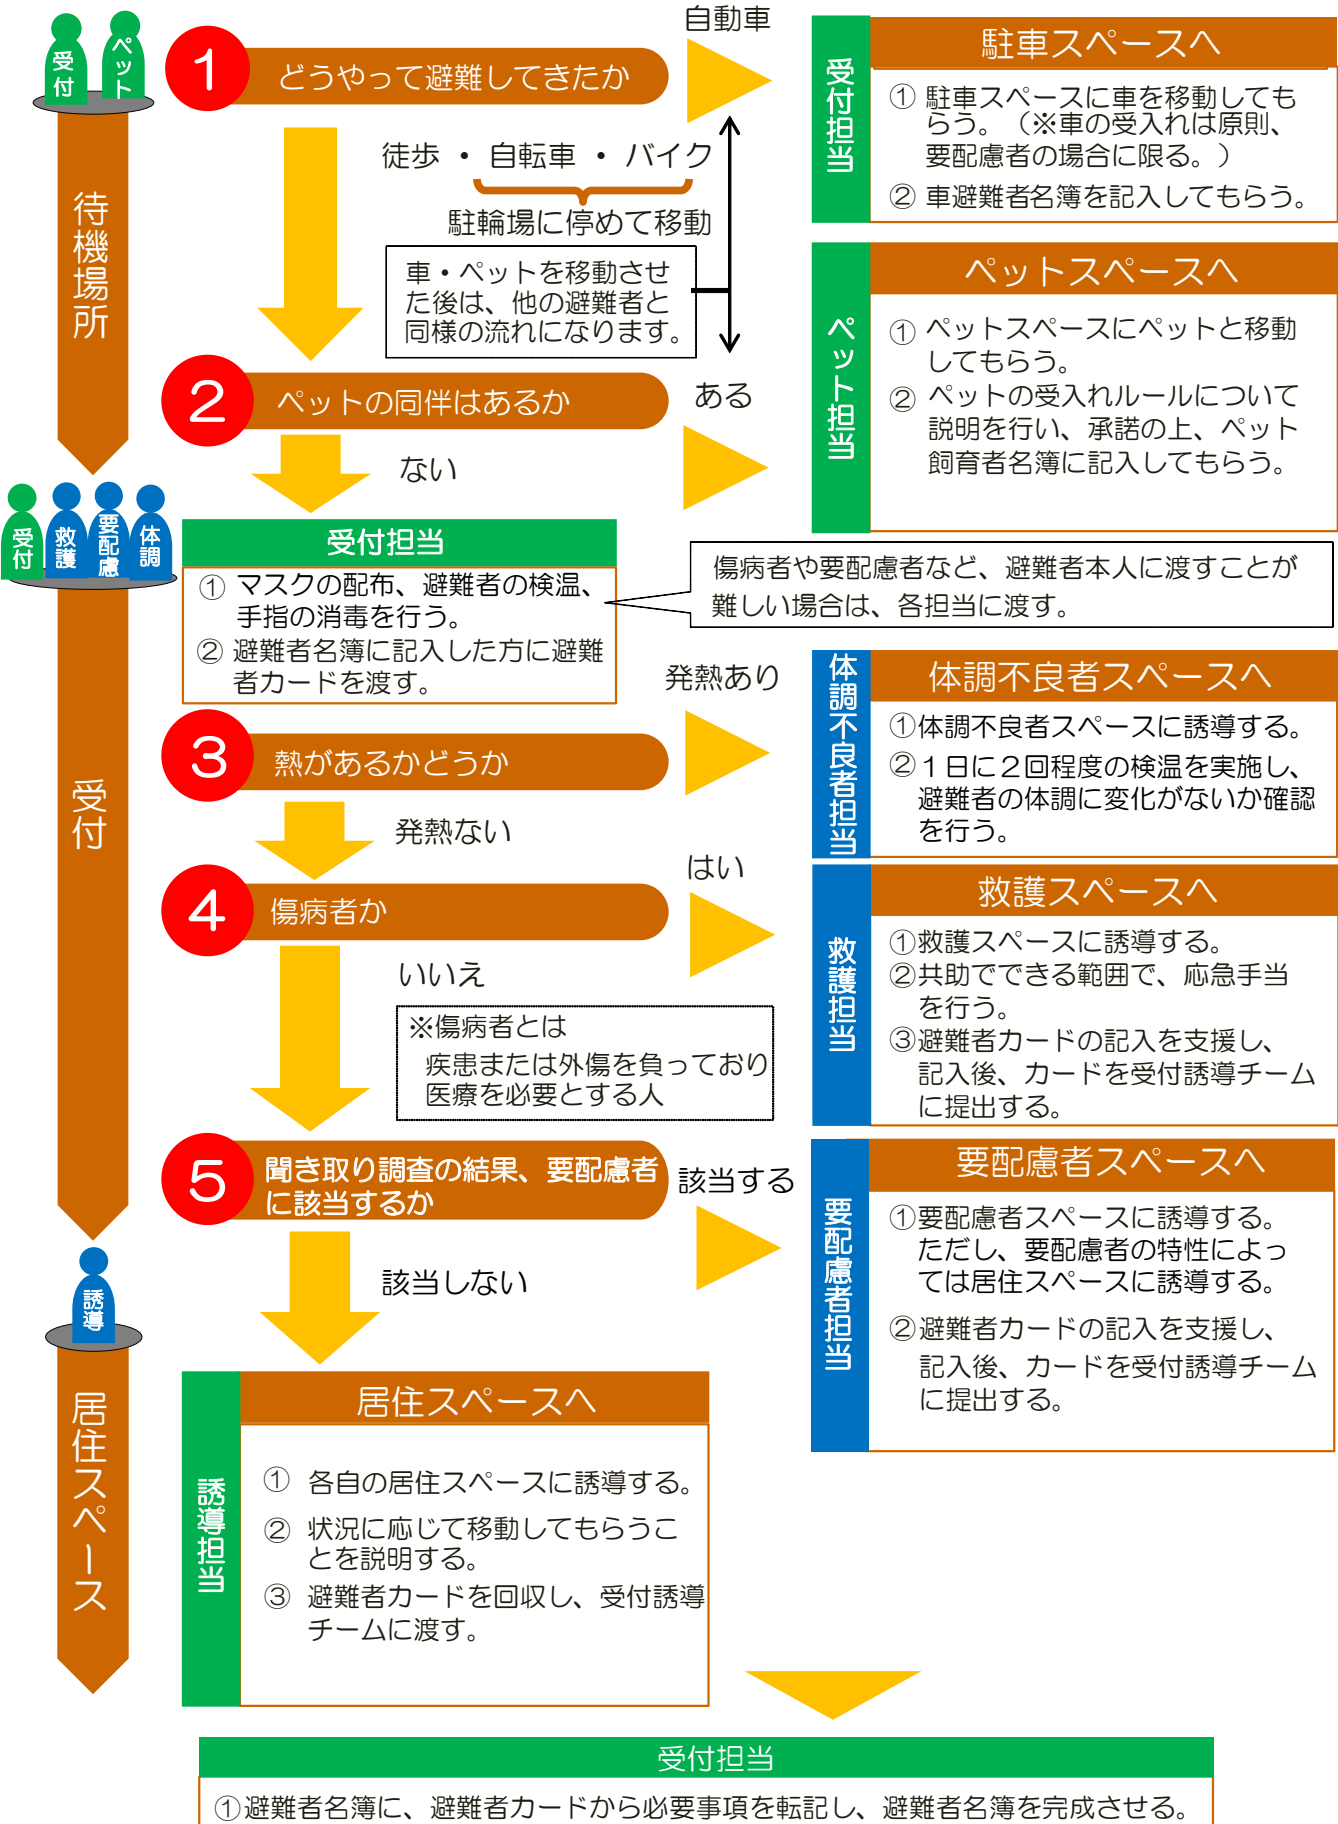 受付
ペット
待機場所
1
どうやって避難してきたか
自動車
徒歩 ・ 自転車 ・ バイク
駐輪場に停めて移動
車・ペットを移動させ
た後は、他の避難者と
同様の流れになります。
受付担当
駐車スペースへ
① 駐車スペースに車を移動しても
らう。（※車の受入れは原則、
要配慮者の場合に限る。）
② 車避難者名簿を記入してもらう。
2
ペットの同伴はあるか
ある
ない
ペット担当
ペットスペースへ
① ペットスペースにペットと移動
してもらう。
② ペットの受入れルールについて
説明を行い、承諾の上、ペット
飼育者名簿に記入してもらう。
受付
救護
要配慮
体調
受付
受付担当
① マスクの配布、避難者の検温、
手指の消毒を行う。
② 避難者名簿に記入した方に避難
者カードを渡す。
傷病者や要配慮者など、避難者本人に渡すことが
難しい場合は、各担当に渡す。
3
熱があるかどうか
発熱あり
発熱ない
体調不良者担当
体調不良者スペースへ
①体調不良者スペースに誘導する。
②１日に２回程度の検温を実施し、
避難者の体調に変化がないか確認
を行う。
4
傷病者か
はい
いいえ
※傷病者とは
疾患または外傷を負っており
医療を必要とする人
救護担当
救護スペースへ
①救護スペースに誘導する。
②共助でできる範囲で、応急手当
を行う。
③避難者カードの記入を支援し、
記入後、カードを受付誘導チーム
に提出する。
5
聞き取り調査の結果、要配慮者
に該当するか
該当する
該当しない
要配慮者担当
要配慮者スペースへ
①要配慮者スペースに誘導する。
ただし、要配慮者の特性によっ
ては居住スペースに誘導する。
②避難者カードの記入を支援し、
記入後、カードを受付誘導チーム
に提出する。
誘導
居住スペース
誘導担当
居住スペースへ
① 各自の居住スペースに誘導する。
② 状況に応じて移動してもらうこ
とを説明する。
③ 避難者カードを回収し、受付誘導
チームに渡す。
受付担当
①避難者名簿に、避難者カードから必要事項を転記し、避難者名簿を完成させる。